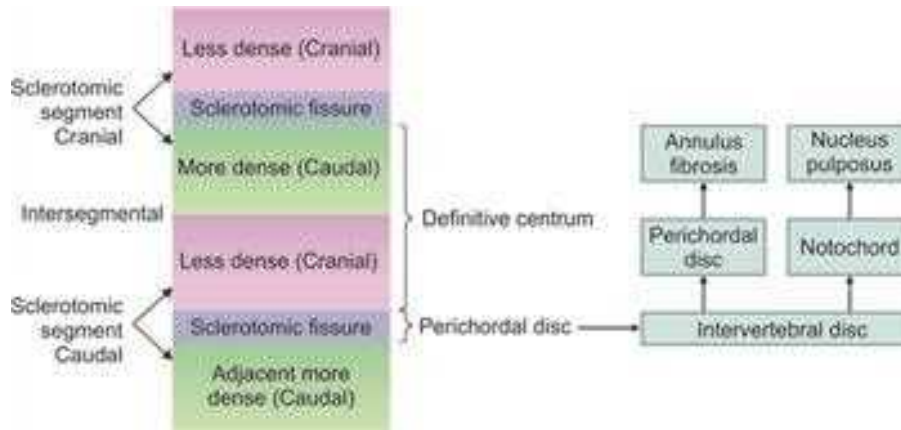 Less dense (Cranial)
Sclerotomic
segment
Cranial
Sclerotomic fissure
More dense (Caudal)
Intersegmental
Definitive centrum
Less dense (Cranial)
Sclerotomic
segment
Caudal
Sclerotomic fissure
Perichordal disc
Adjacent more
dense (Caudal)
Annulus
fibrosis
Nucleus
pulposus
Perichordal
disc
Notochord
Intervertebral disc